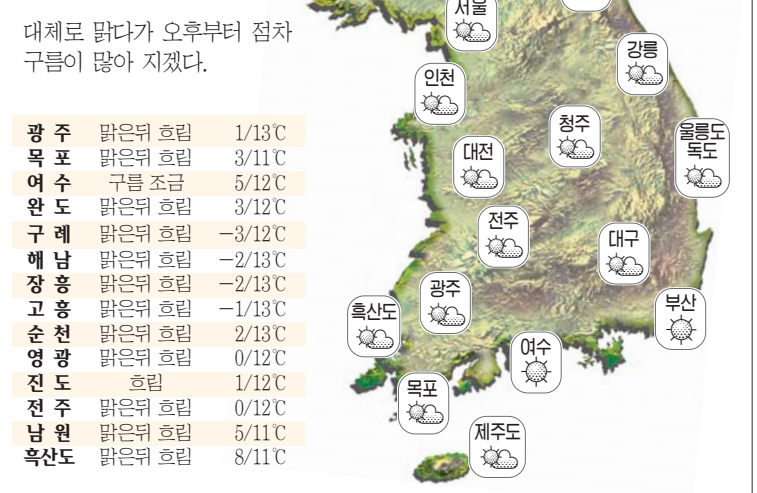 대체로 맑다가 오후부터 점차
구름이 많아 지겠다.
광 주 맑은뒤 흐림 1/13℃
목 포 맑은뒤 흐림 3/11℃
여 수 구름 조금 5/12℃
완 도 맑은뒤 흐림 3/12℃
구 례 맑은뒤 흐림 −3/12℃
해 남 맑은뒤 흐림 −2/13℃
장 흥 맑은뒤 흐림 −2/13℃
고 흥 맑은뒤 흐림 −1/13℃
순 천 맑은뒤 흐림 2/13℃
영 광 맑은뒤 흐림 0/12℃
진 도 흐림 1/12℃
전 주 맑은뒤 흐림 0/12℃
남 원 맑은뒤 흐림 5/11℃
흑산도 맑은뒤 흐림 8/11℃
서울
강릉
인천
청주
울릉도
독도
대전
전주
대구
광주
흑산도
부산
여수
목포
제주도